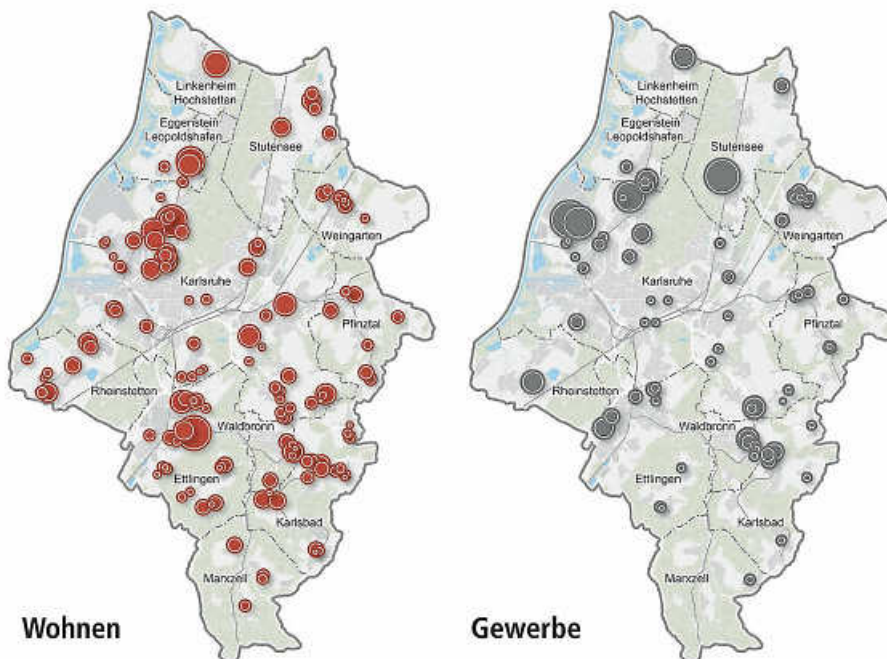 Linkenheim
Hochstetten
Eggenstein
Leopoldshafen
Stutensee
Weingarten
Karlsruhe
Pfinztal
Rheinstetten
Waldbronn
Ettlingen
Karlsbad
Marxzell
Wohnen
Linkenheim
Hochstetten
Eggenstein
Leopoldshafen
Stutensee
Weingarten
Karlsruhe
Pfinztal
Rheinstetten
Waldbronn
Ettlingen
Karlsbad
Marxzell
Gewerbe